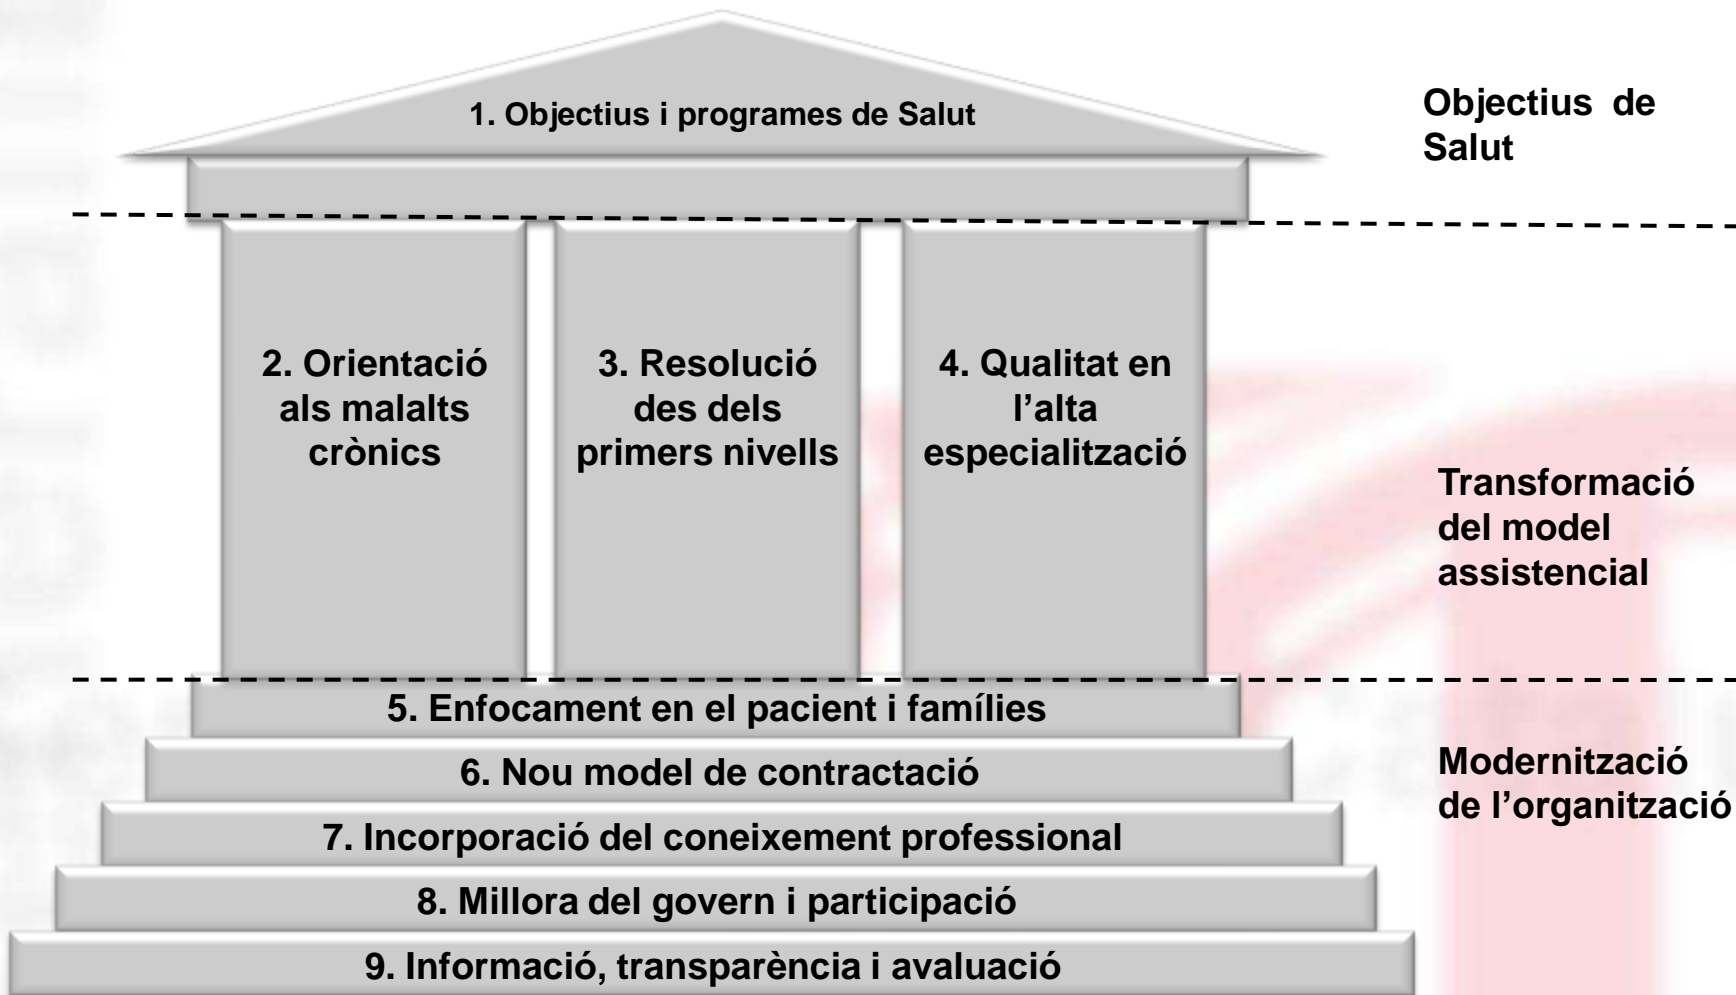 1. Objectius i programes de Salut
Objectius de
Salut
2. Orientació
als malalts
crònics
3. Resolució
des dels
primers nivells
4. Qualitat en
l’alta
especialització
Transformació
del model
assistencial
5. Enfocament en el pacient i famílies
6. Nou model de contractació
7. Incorporació del coneixement professional
8. Millora del govern i participació
9. Informació, transparència i avaluació
Modernització
de l’organització